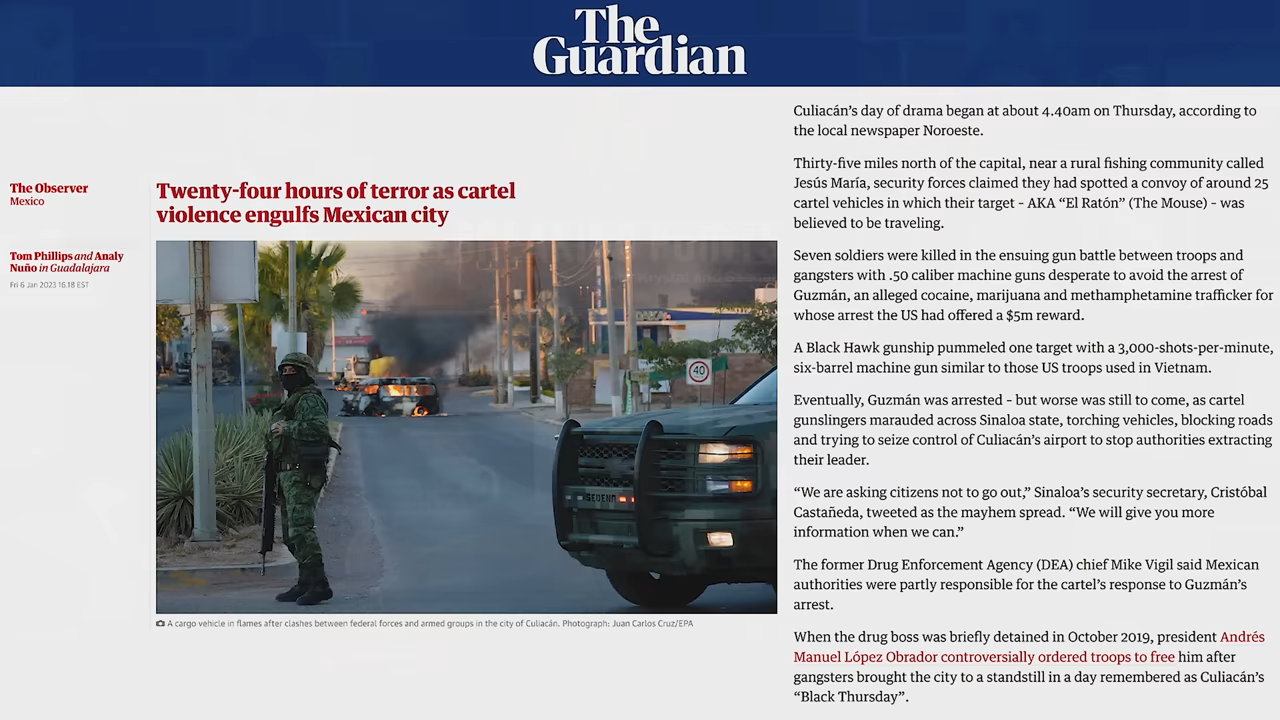 The
Guardian
The Observer
Mexico
Tom Phillips and Analy
Nuño in Guadalajara
Fri 6 Jan 2023 16.18 EST
Twenty-four hours of terror as cartel
violence engulfs Mexican city
40
A cargo vehicle in flames after clashes between federal forces and armed groups in the city of Culiacán. Photograph: Juan Carlos Cruz/EPA
Culiacán’s day of drama began at about 4.40am on Thursday, according to
the local newspaper Noroeste.
Thirty-five miles north of the capital, near a rural fishing community called
Jesús María, security forces claimed they had spotted a convoy of around 25
cartel vehicles in which their target – AKA “El Ratón” (The Mouse) – was
believed to be traveling.
Seven soldiers were killed in the ensuing gun battle between troops and
gangsters with .50 caliber machine guns desperate to avoid the arrest of
Guzmán, an alleged cocaine, marijuana and methamphetamine trafficker for
whose arrest the US had offered a $5m reward.
A Black Hawk gunship pummeled one target with a 3,000-shots-per-minute,
six-barrel machine gun similar to those US troops used in Vietnam.
Eventually, Guzmán was arrested – but worse was still to come, as cartel
gunslingers marauded across Sinaloa state, torching vehicles, blocking roads
and trying to seize control of Culiacán’s airport to stop authorities extracting
their leader.
“We are asking citizens not to go out,” Sinaloa’s security secretary, Cristóbal
Castañeda, tweeted as the mayhem spread. “We will give you more
information when we can.”
The former Drug Enforcement Agency (DEA) chief Mike Vigil said Mexican
authorities were partly responsible for the cartel’s response to Guzmán’s
arrest.
When the drug boss was briefly detained in October 2019, president Andrés
Manuel López Obrador controversially ordered troops to free him after
gangsters brought the city to a standstill in a day remembered as Culiacán’s
“Black Thursday”.